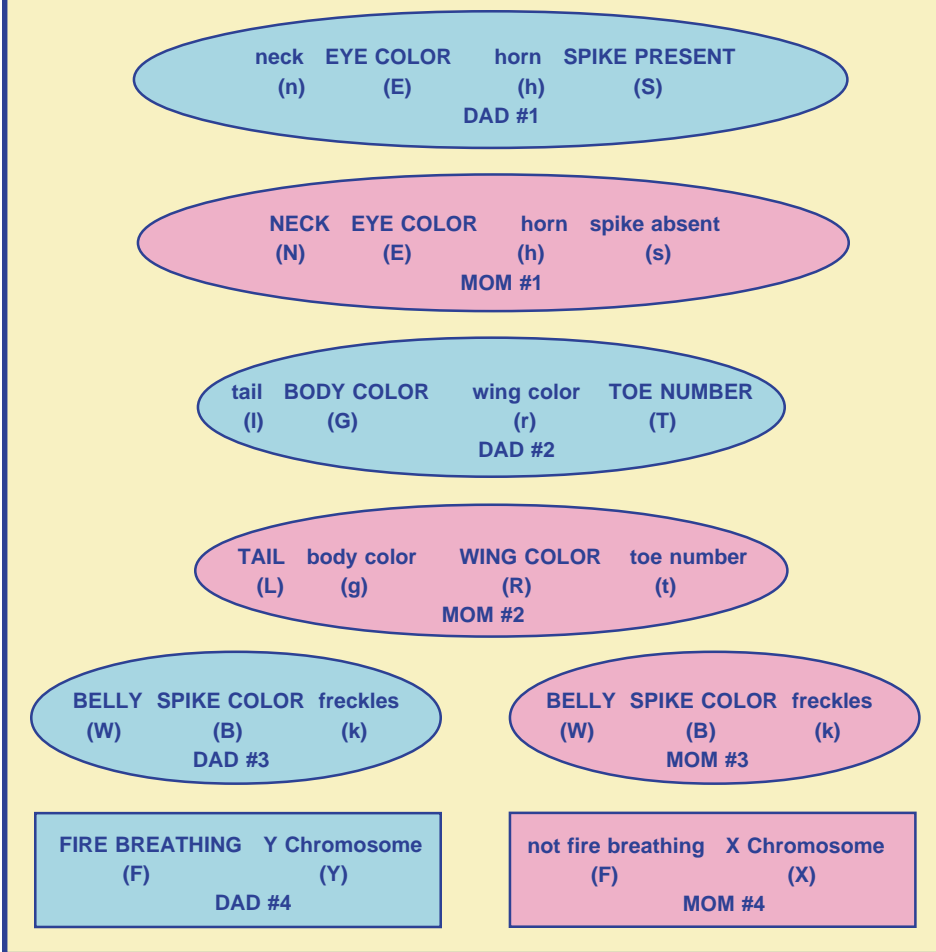 neck EYE COLOR horn SPIKE PRESENT
(n) (E) (h) (S)
DAD #1
NECK EYE COLOR horn spike absent
(N) (E) (h) (s)
MOM #1
tail BODY COLOR wing color TOE NUMBER
(l) (G) (r) (T)
DAD #2
TAIL body color WING COLOR toe number
(L) (g) (R) (t)
MOM #2
BELLY SPIKE COLOR freckles
(W) (B) (k)
DAD #3
BELLY SPIKE COLOR freckles
(W) (B) (k)
MOM #3
FIRE BREATHING Y Chromosome
(F) (Y)
DAD #4
not fire breathing X Chromosome
(F) (X)
MOM #4